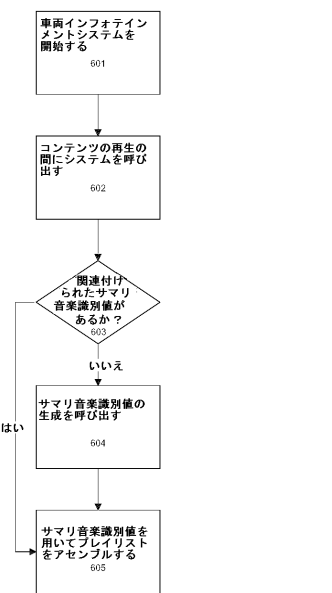 車両インフォテイン
メントシステムを
開始する
601
コンテンツの再生の
間にシステムを呼び
出す
602
関連付け
られたサマリ
音楽識別値が
あるか？
603
いいえ
サマリ音楽識別値の
生成を呼び出す
604
はい
サマリ音楽識別値を
用いてプレイリスト
をアセンブルする
605